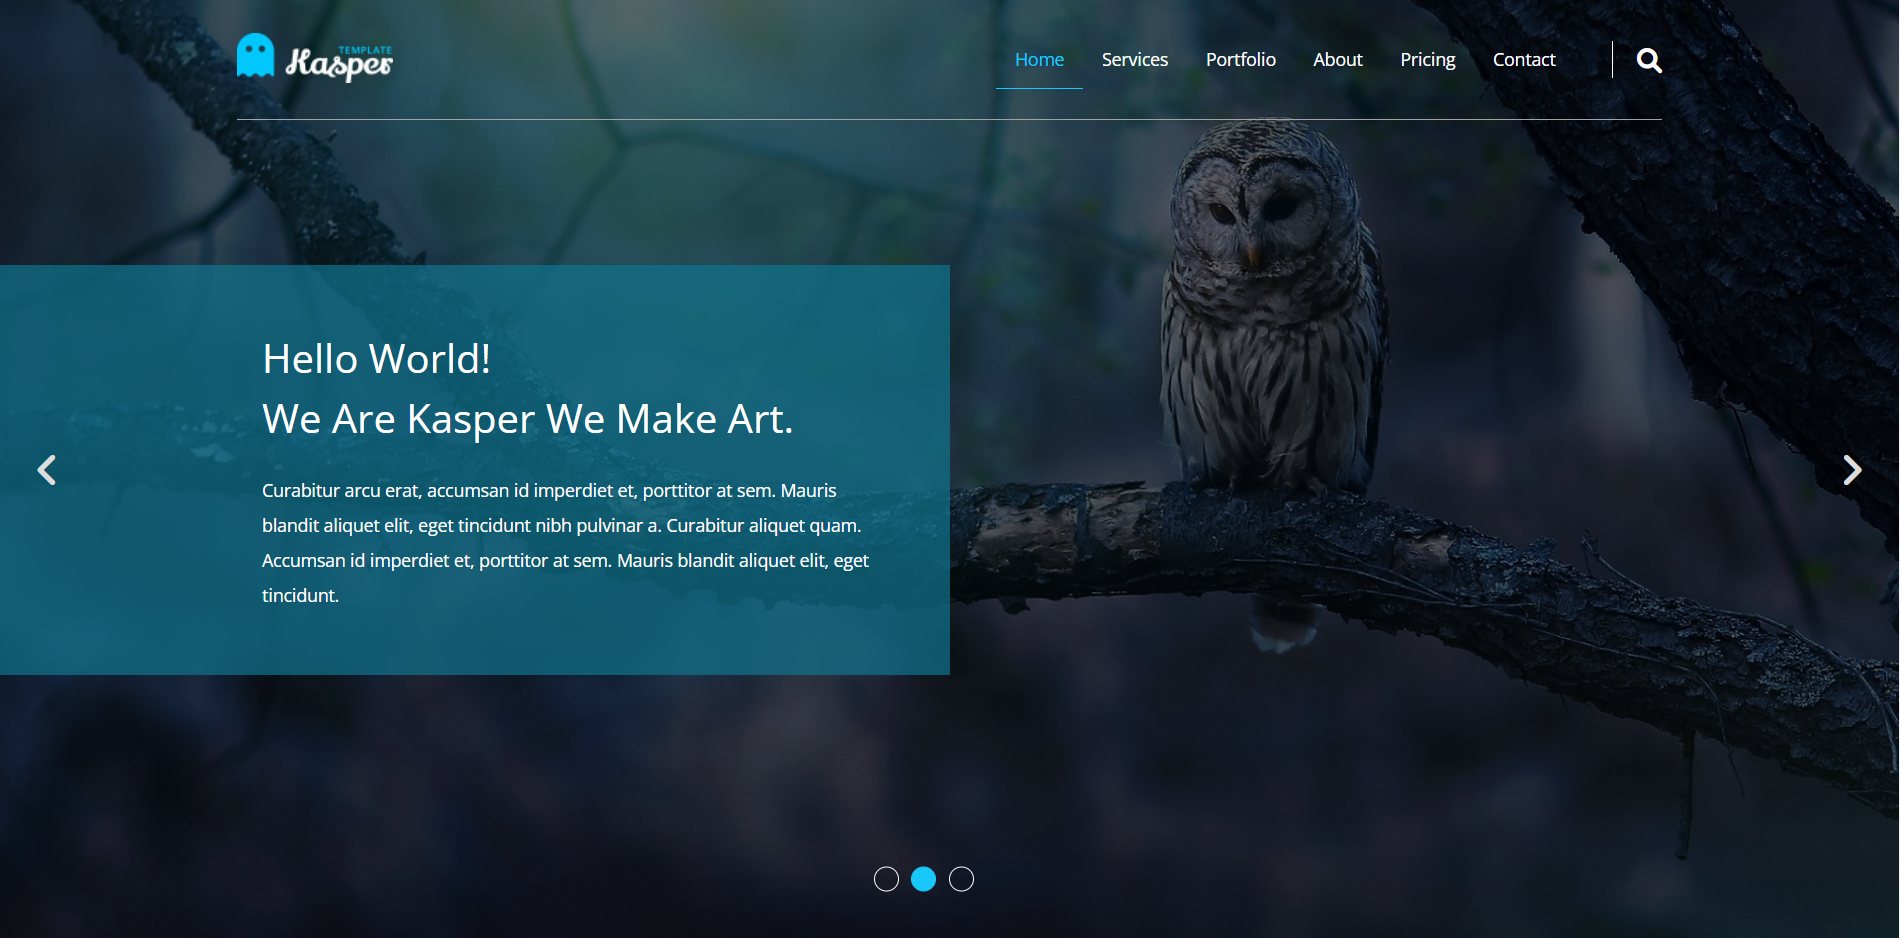 TEMPLATE
Kasper
Home Services Portfolio About Pricing Contact
Hello World!
We Are Kasper We Make Art.
Curabitur arcu erat, accumsan id imperdiet et, porttitor at sem. Mauris
blandit aliquet elit, eget tincidunt nibh pulvinar a. Curabitur aliquet quam.
Accumsan id imperdiet et, porttitor at sem. Mauris blandit aliquet elit, eget
tincidunt.